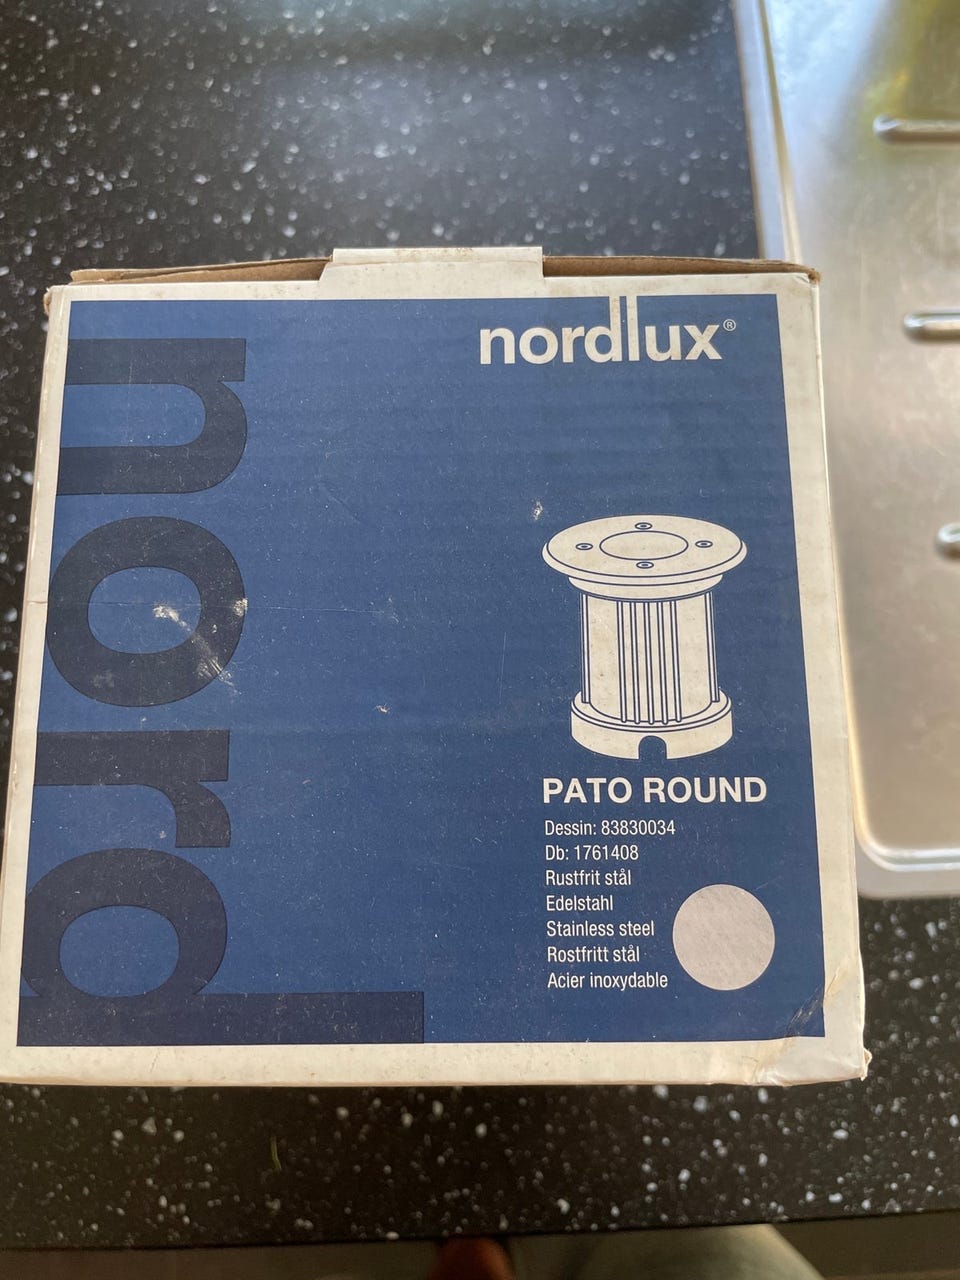 nordlux®
nord
PATO ROUND
Dessin: 83830034
Db: 1761408
Rustfrit stål
Edelstahl
Stainless steel
Rostfritt stål
Acier inoxydable